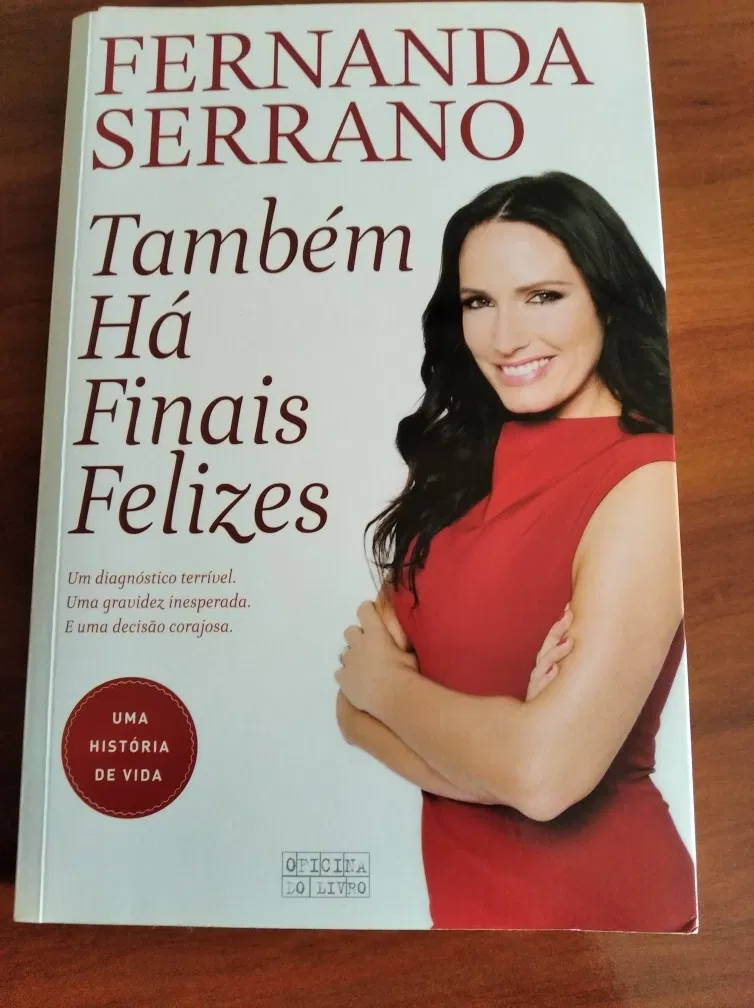 FERNANDA
SERRANO
Também
Há
Finais
Felizes
Um diagnóstico terrível.
Uma gravidez inesperada.
E uma decisão corajosa.
UMA
HISTÓRIA
DE VIDA
OFICINA
DO LIVRO